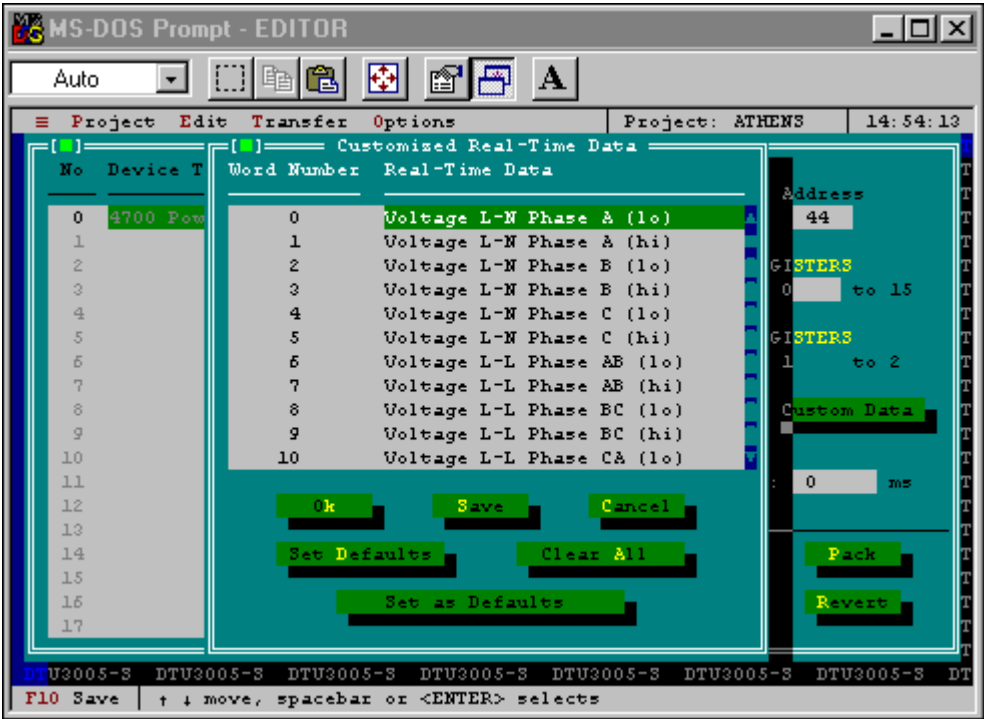 MS-DOS Prompt - EDITOR
Auto A
≡ Project Edit Transfer Options Project: ATHENS 14:54:13
[ ] [ ] Customized Real-Time Data
No Device T Word Number Real-Time Data
Address
0 4700 Pow 0 Voltage L-N Phase A (lo) 44
1 1 Voltage L-N Phase A (hi)
2 2 Voltage L-N Phase B (lo) GISTERS
3 3 Voltage L-N Phase B (hi) 0 to 15
4 4 Voltage L-N Phase C (lo)
5 5 Voltage L-N Phase C (hi) GISTERS
6 6 Voltage L-L Phase AB (lo) 1 to 2
7 7 Voltage L-L Phase AB (hi)
8 8 Voltage L-L Phase BC (lo) Custom Data
9 9 Voltage L-L Phase BC (hi)
10 10 Voltage L-L Phase CA (lo)
11 : 0 ms
12 Ok Save Cancel
13
14 Set Defaults Clear All Pack
15
16 Set as Defaults Revert
17
DTU3005-S DTU3005-S DTU3005-S DTU3005-S DTU3005-S DTU3005-S DTU3005-S DT
F10 Save ↑ ↓ move, spacebar or <ENTER> selects